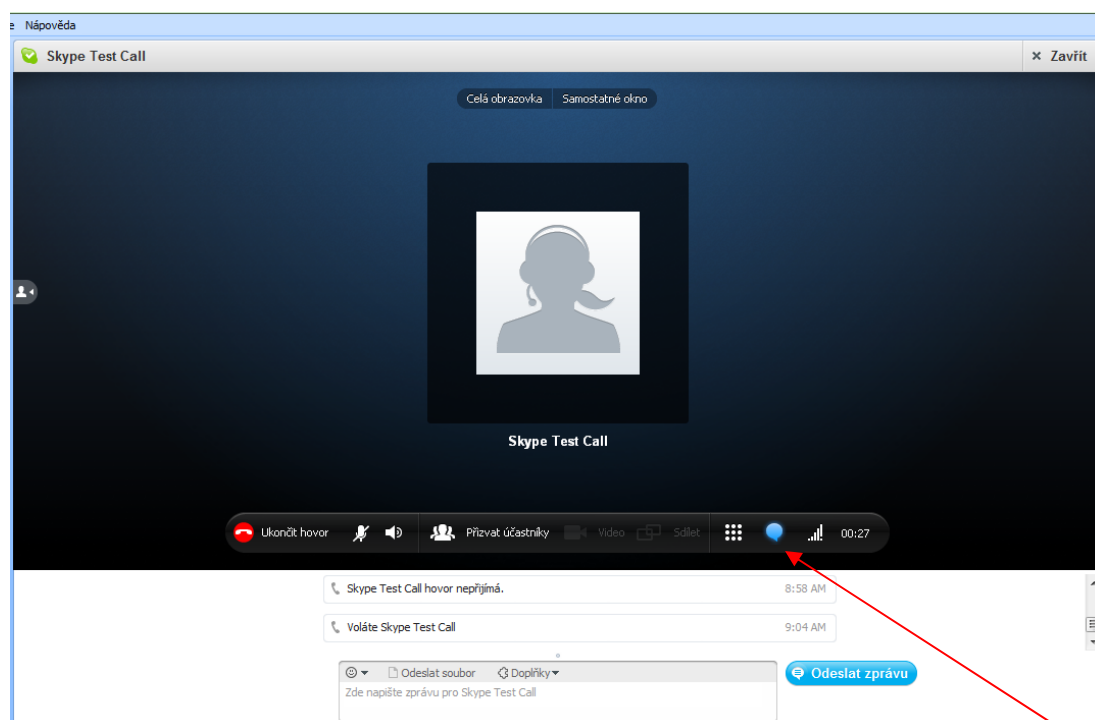 e Nápověda
Skype Test Call × Zavřít
Celá obrazovka Samostatné okno
Skype Test Call
Ukončit hovor Přizvat účastníky Video Sdílet 00:27
Skype Test Call hovor nepřijímá. 8:58 AM
Voláte Skype Test Call 9:04 AM
Odeslat soubor Doplňky
Odeslat zprávu
Zde napište zprávu pro Skype Test Call